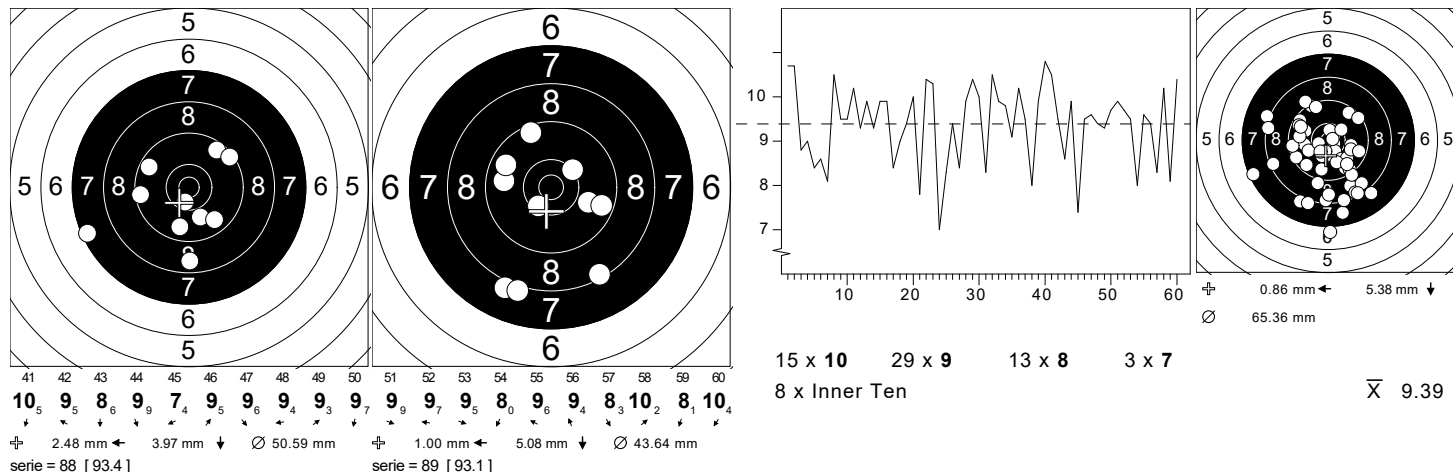 5
6
7
8
5 6 7 8 8 7 6 5
8
7
6
5
41 42 43 44 45 46 47 48 49 50
10₅ 9₅ 8₆ 9₉ 7₄ 9₅ 9₆ 9₄ 9₃ 9₇
2.48 mm ← 3.97 mm ↓ Ø 50.59 mm
serie = 88 [ 93.4 ]
6
7
8
6 7 8 8 7 6
8
7
6
51 52 53 54 55 56 57 58 59 60
9₉ 9₇ 9₅ 8₀ 9₆ 9₄ 8₃ 10₂ 8₁ 10₄
1.00 mm ← 5.08 mm ↓ Ø 43.64 mm
serie = 89 [ 93.1 ]
10
9
8
7
10 20 30 40 50 60
5
6
7
8
5 6 7 8 8 7 6 5
7
6
5
0.86 mm ← 5.38 mm ↓
Ø 65.36 mm
15 x 10 29 x 9 13 x 8 3 x 7
8 x Inner Ten X̅ 9.39